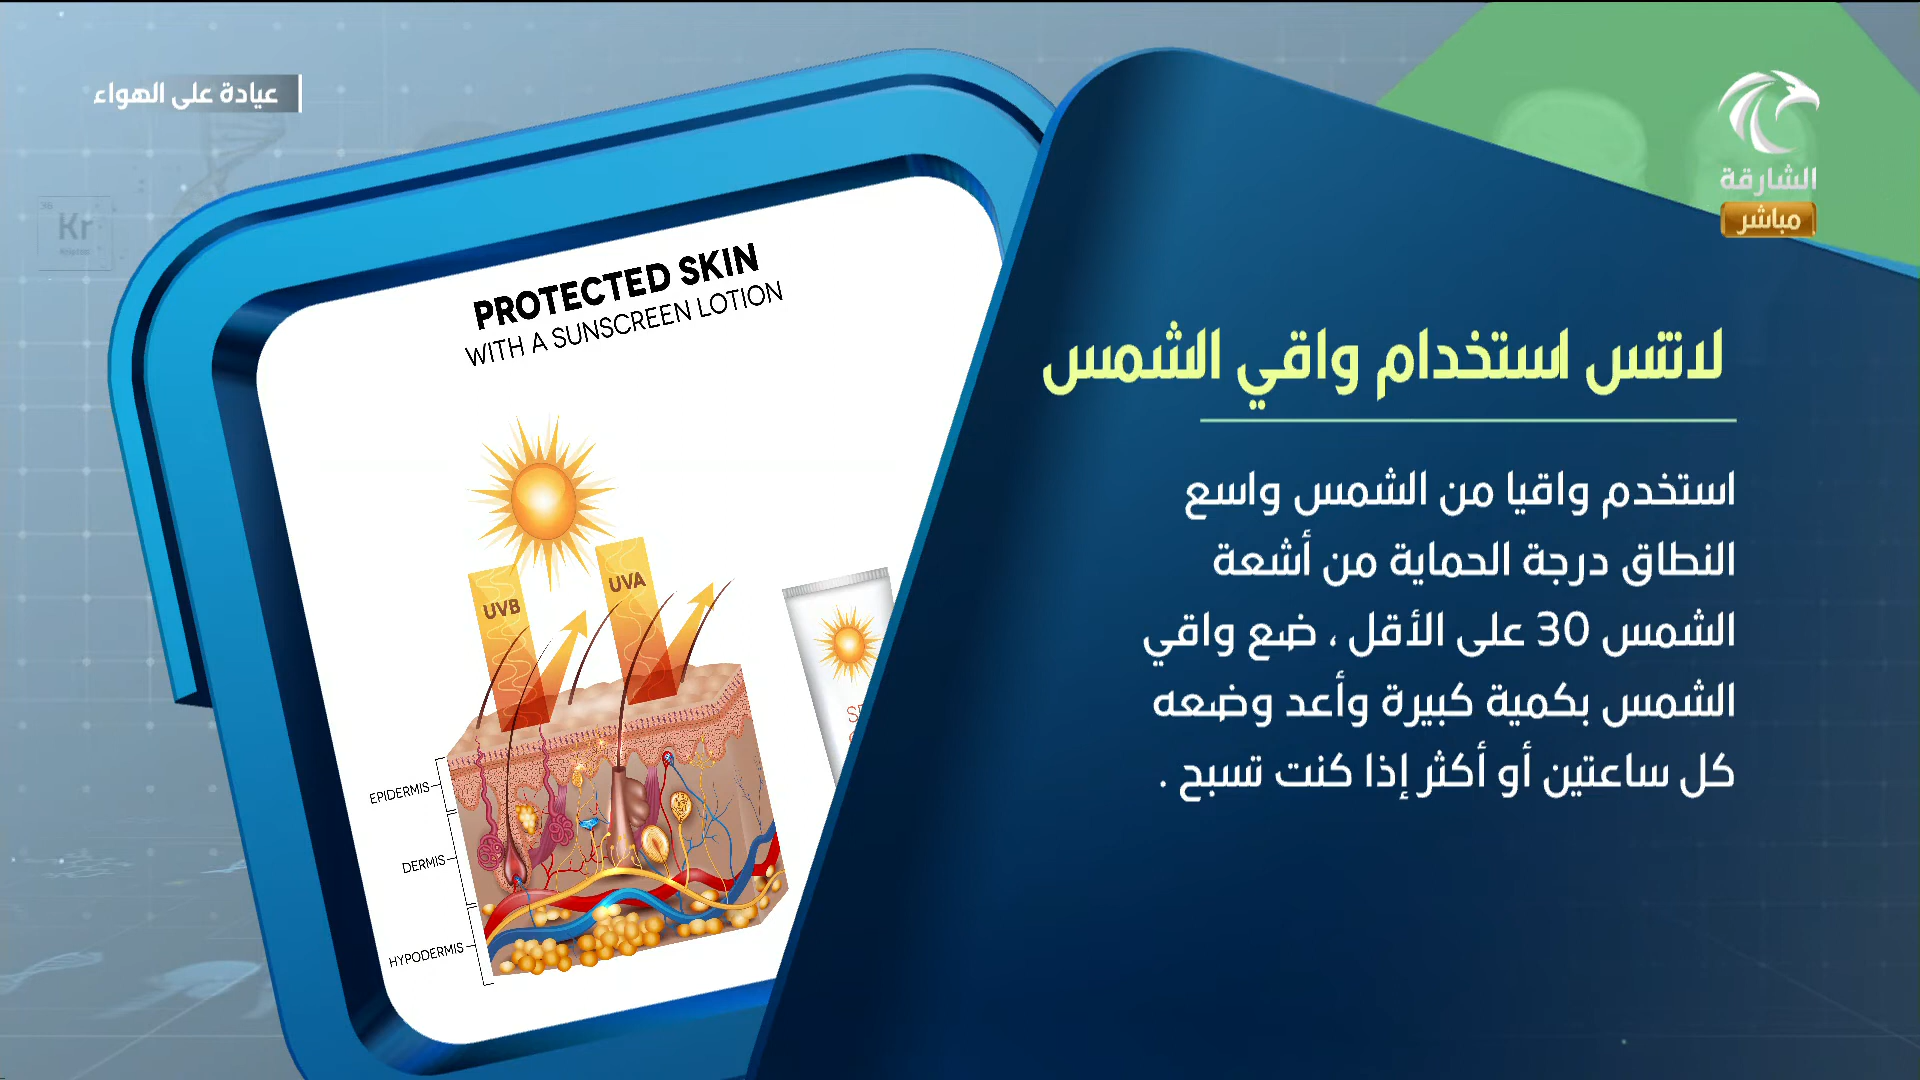 عيادة على الهواء
الشارقة
مباشر
36
Kr
PROTECTED SKIN
WITH A SUNSCREEN LOTION
UVB
UVA
EPIDERMIS
DERMIS
HYPODERMIS
لاتنس استخدام واقي الشمس
استخدم واقيا من الشمس واسع
النطاق درجة الحماية من أشعة
الشمس 30 على الأقل ، ضع واقي
الشمس بكمية كبيرة وأعد وضعه
كل ساعتين أو أكثر إذا كنت تسبح .